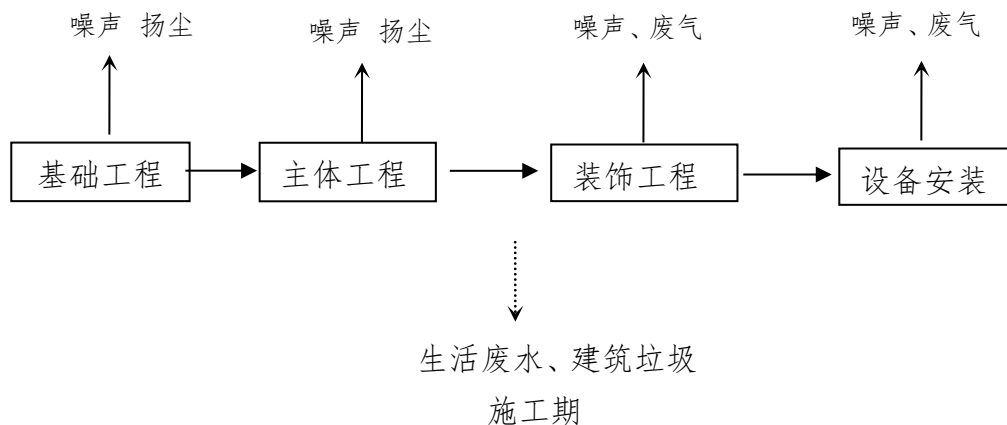 噪声 扬尘
噪声 扬尘
噪声、废气
噪声、废气
基础工程
主体工程
装饰工程
设备安装
生活废水、建筑垃圾
施工期